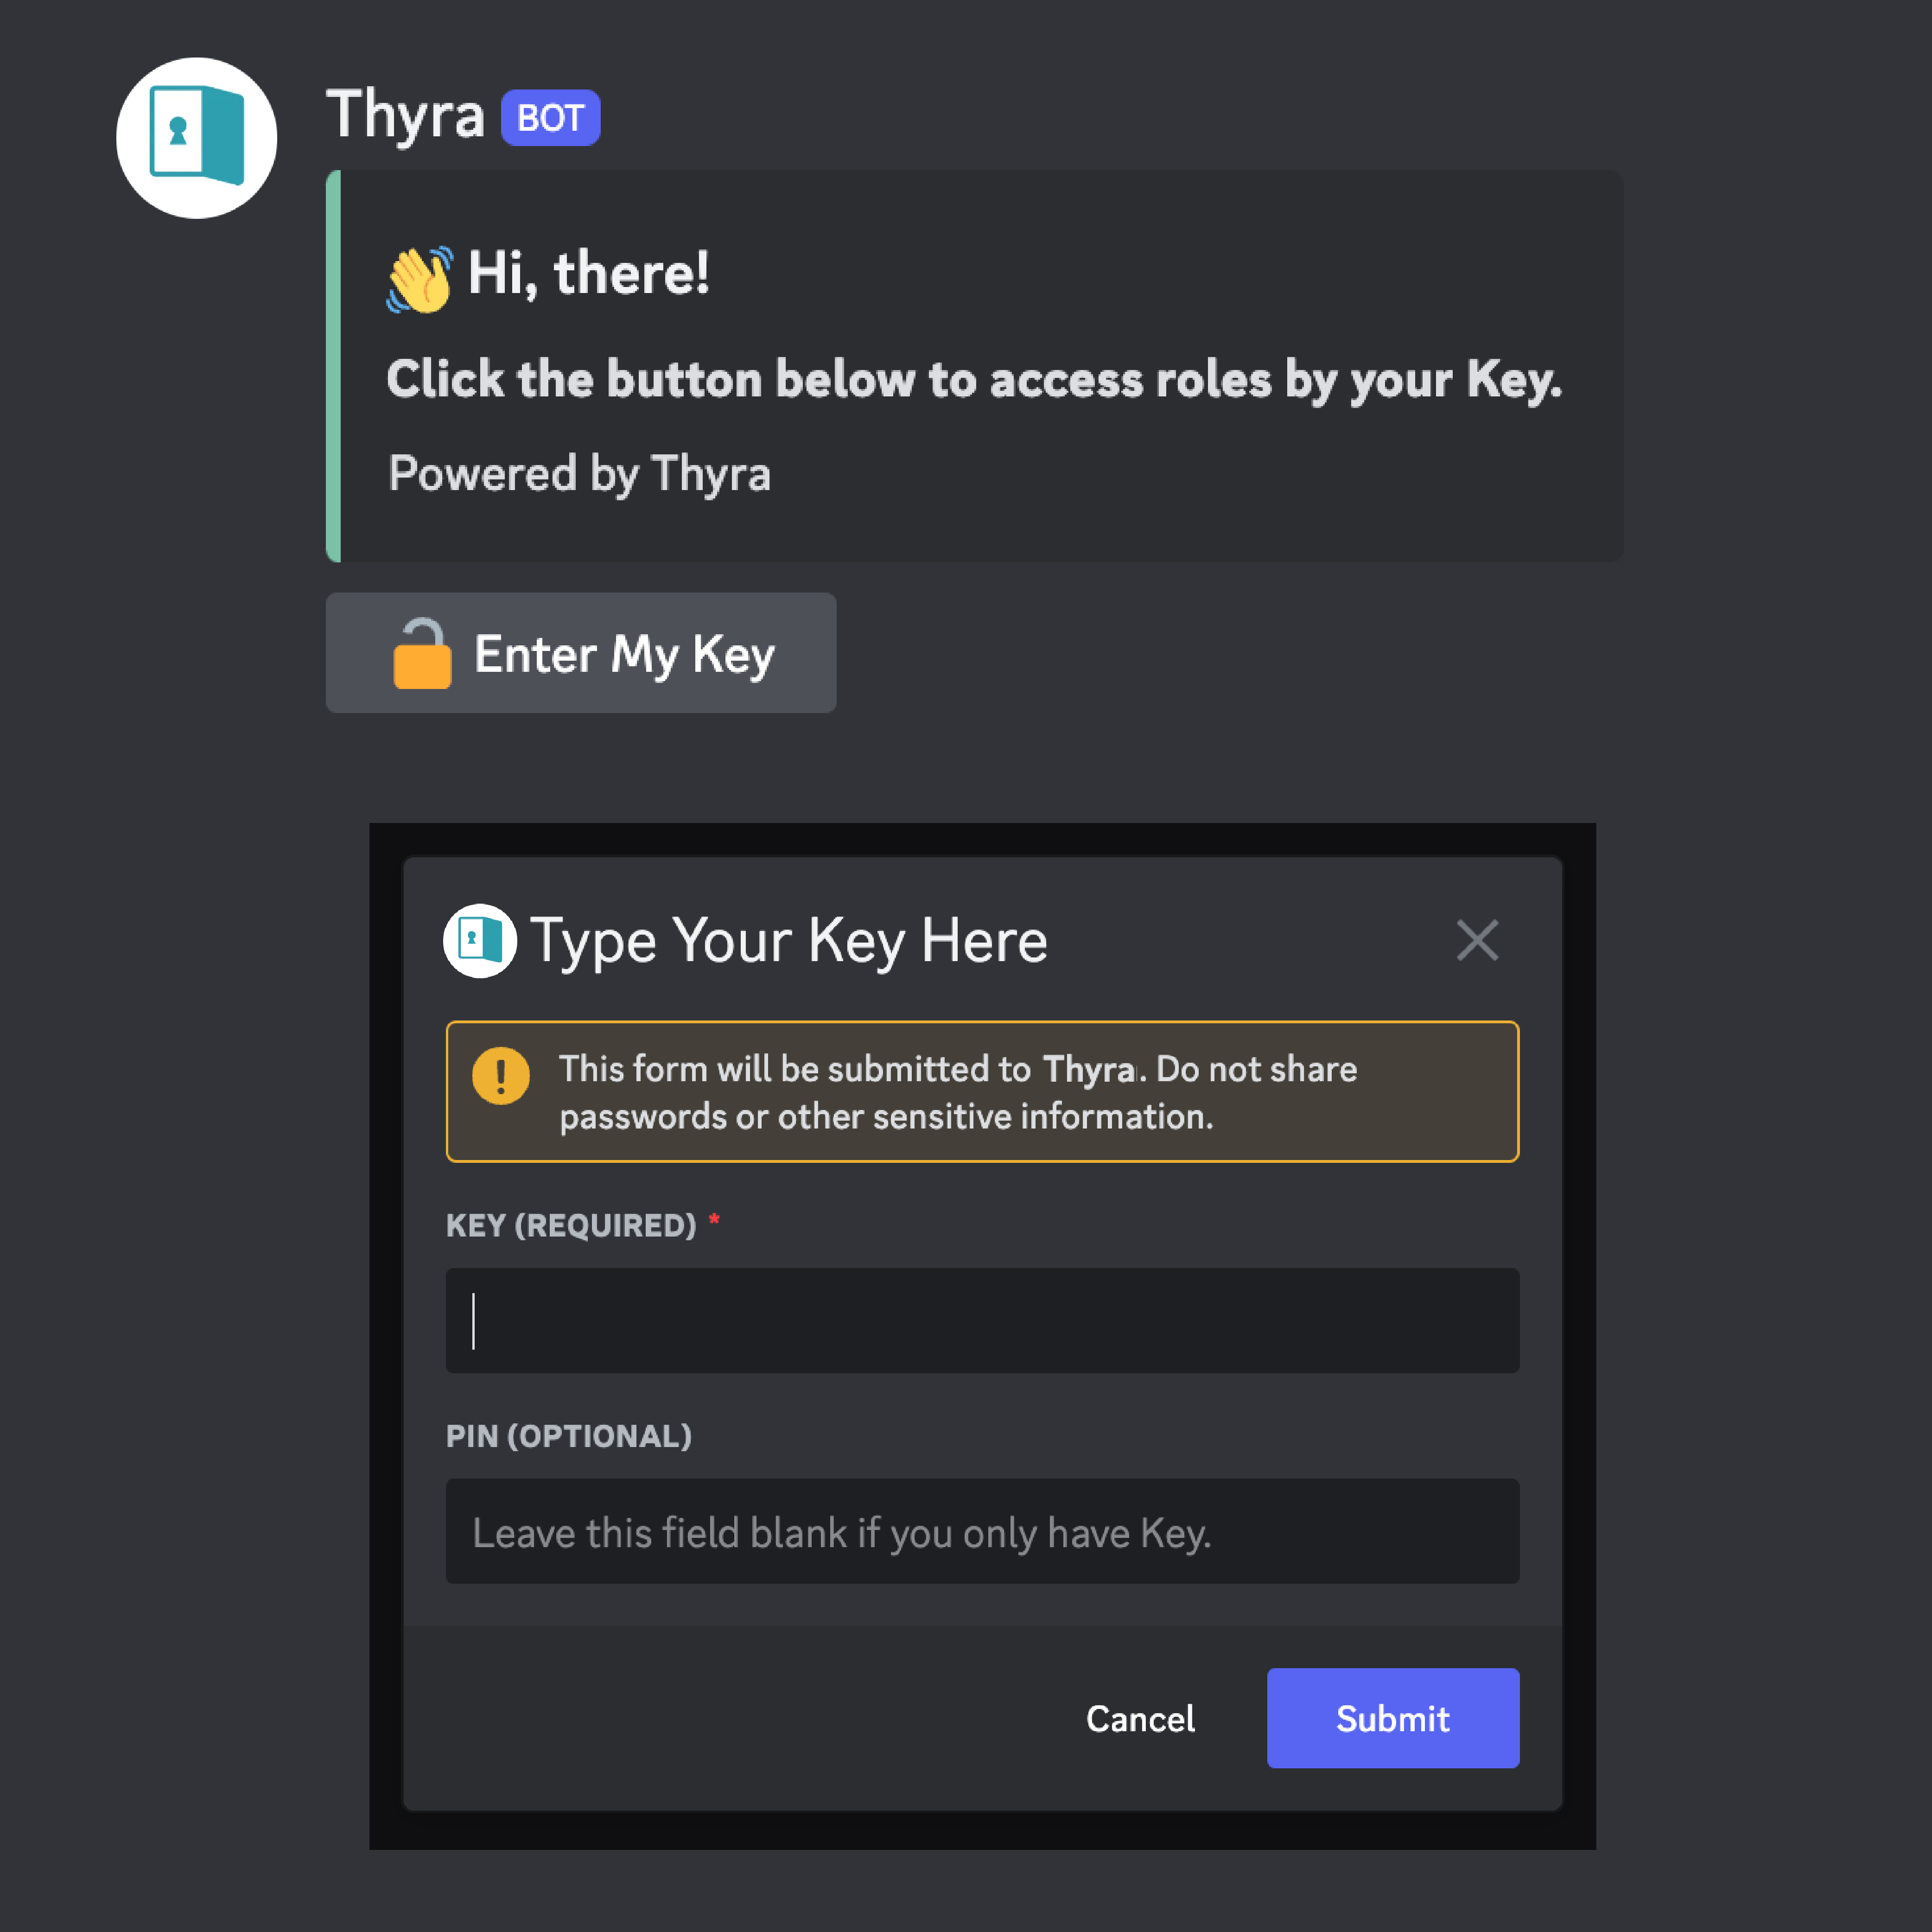 Thyra BOT
👋 Hi, there!
Click the button below to access roles by your Key.
Powered by Thyra
🔓 Enter My Key
Type Your Key Here
This form will be submitted to Thyra. Do not share
passwords or other sensitive information.
KEY (REQUIRED) *
PIN (OPTIONAL)
Leave this field blank if you only have Key.
Cancel Submit